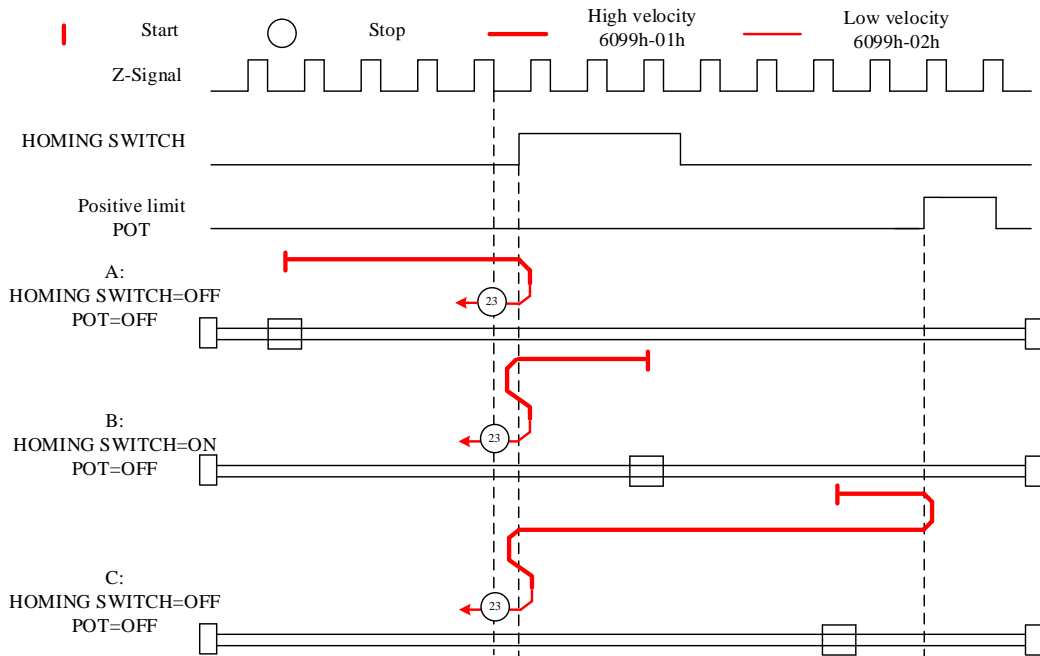 Start
Stop
High velocity
6099h-01h
Low velocity
6099h-02h
Z-Signal
HOMING SWITCH
Positive limit
POT
A:
HOMING SWITCH=OFF
POT=OFF
23
B:
HOMING SWITCH=ON
POT=OFF
23
C:
HOMING SWITCH=OFF
POT=OFF
23